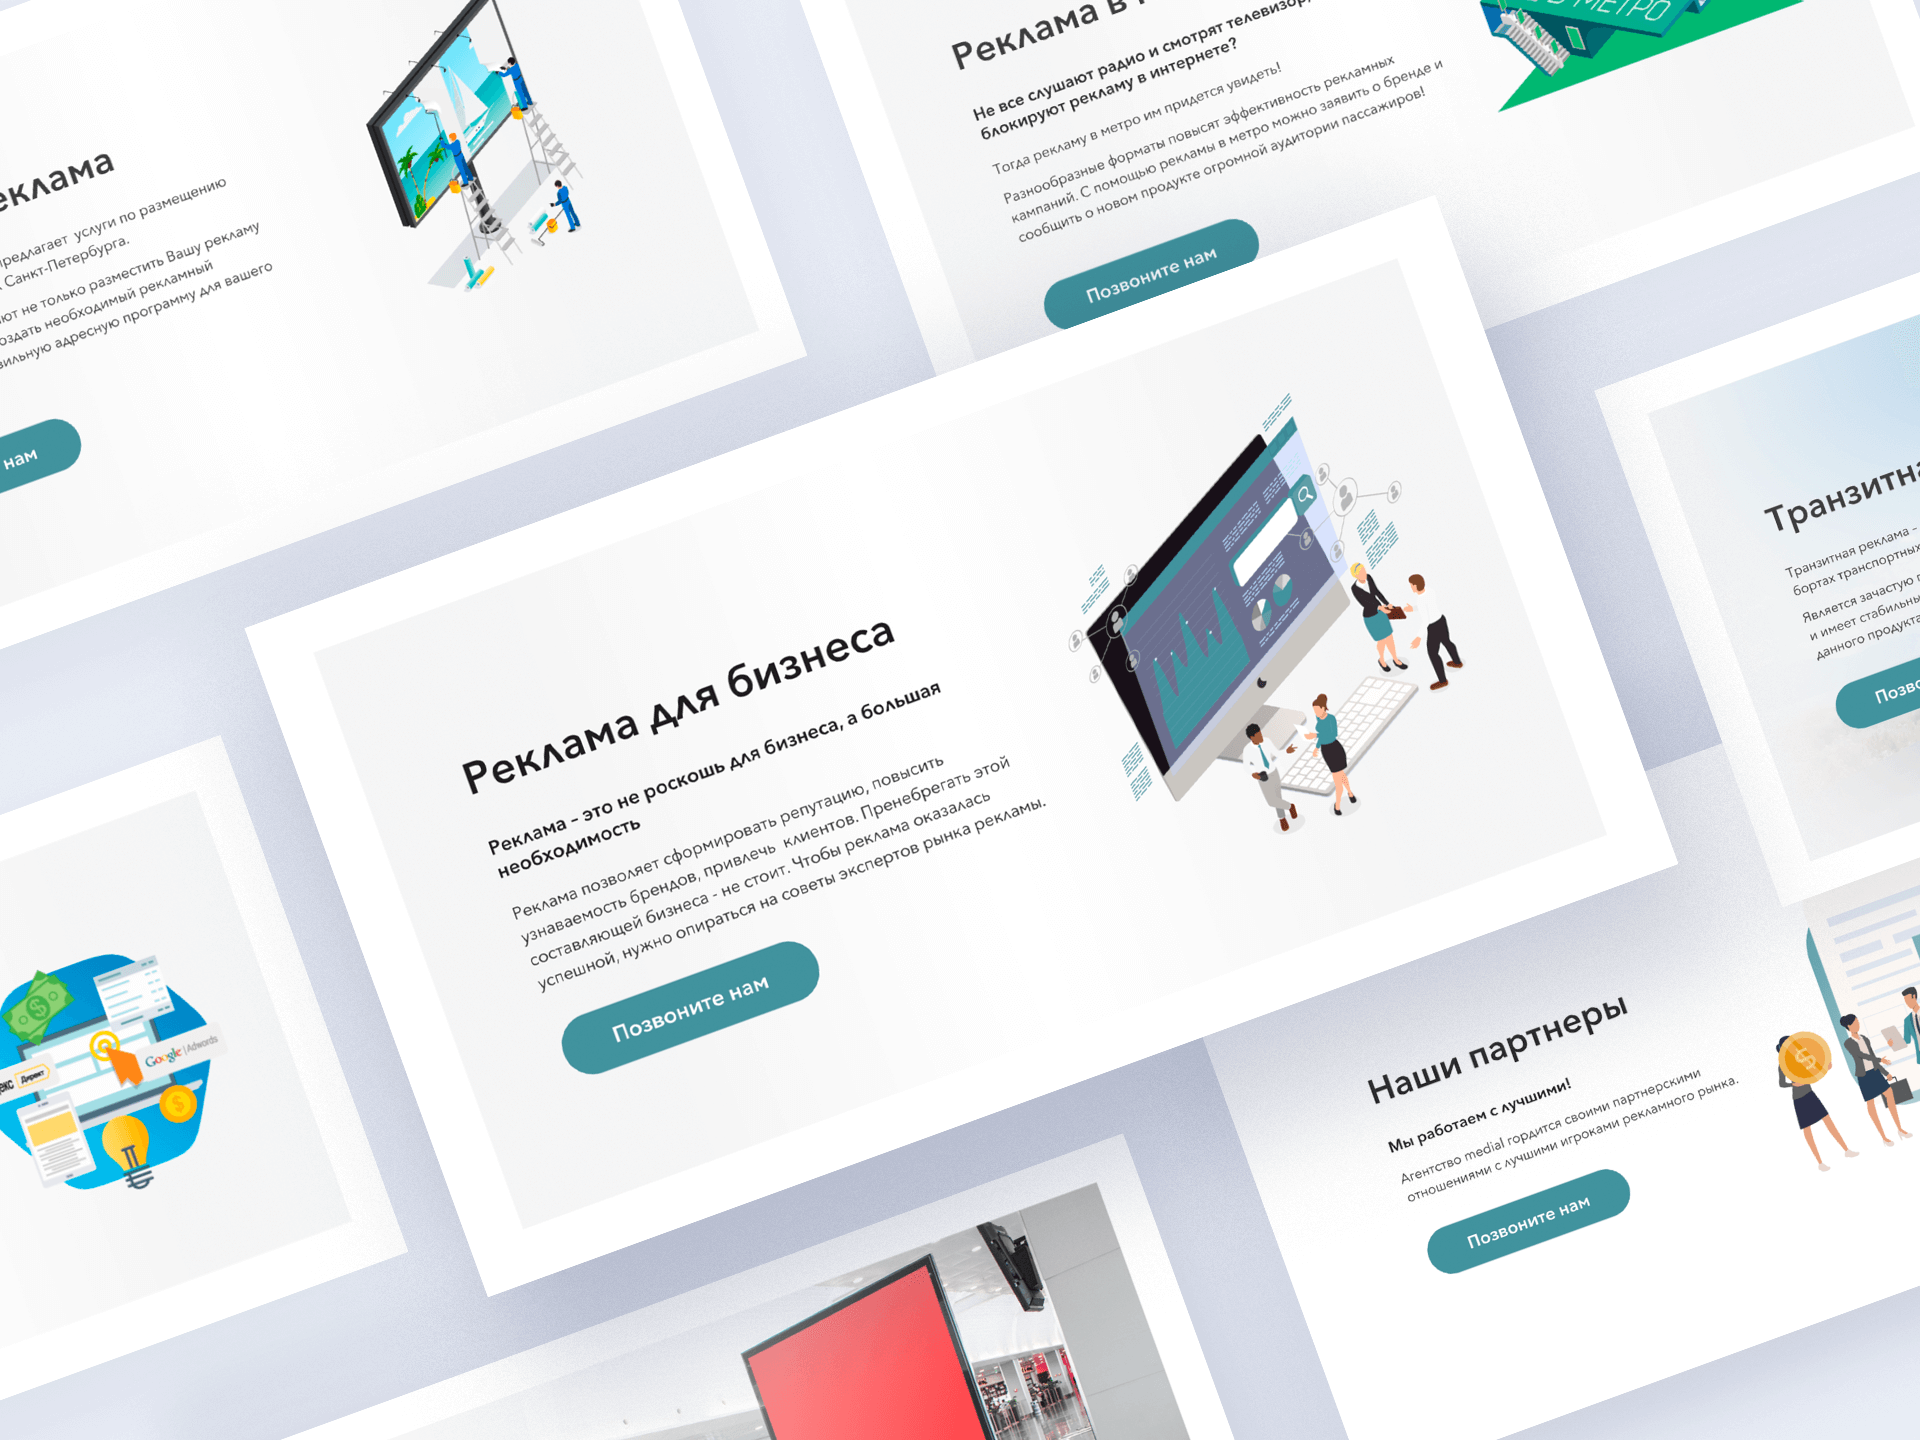 еклама
предлагает услуги по размещению
Санкт-Петербурга.
не только разместить Вашу рекламу
необходимый рекламный
адресную программу для вашего
нам
Реклама в
Не все слушают радио и смотрят телевизор,
блокируют рекламу в интернете?
Тогда рекламу в метро им придется увидеть!
Разнообразные форматы повысят эффективность рекламных
кампаний. С помощью рекламы в метро можно заявить о бренде и
сообщить о новом продукте огромной аудитории пассажиров!
Позвоните нам
МЕТРО
Реклама для бизнеса
Реклама - это не роскошь для бизнеса, а большая
необходимость
Реклама позволяет сформировать репутацию, повысить
узнаваемость брендов, привлечь клиентов. Пренебрегать этой
составляющей бизнеса - не стоит. Чтобы реклама оказалась
успешной, нужно опираться на советы экспертов рынка рекламы.
Позвоните нам
Транзитна
Транзитная реклама -
бортах транспортных
Является зачастую
и имеет стабильны
данного продукта
Позво
Google | Adwords
Директ
Наши партнеры
Мы работаем с лучшими!
Агентство medial гордится своими партнерскими
отношениями с лучшими игроками рекламного рынка.
Позвоните нам